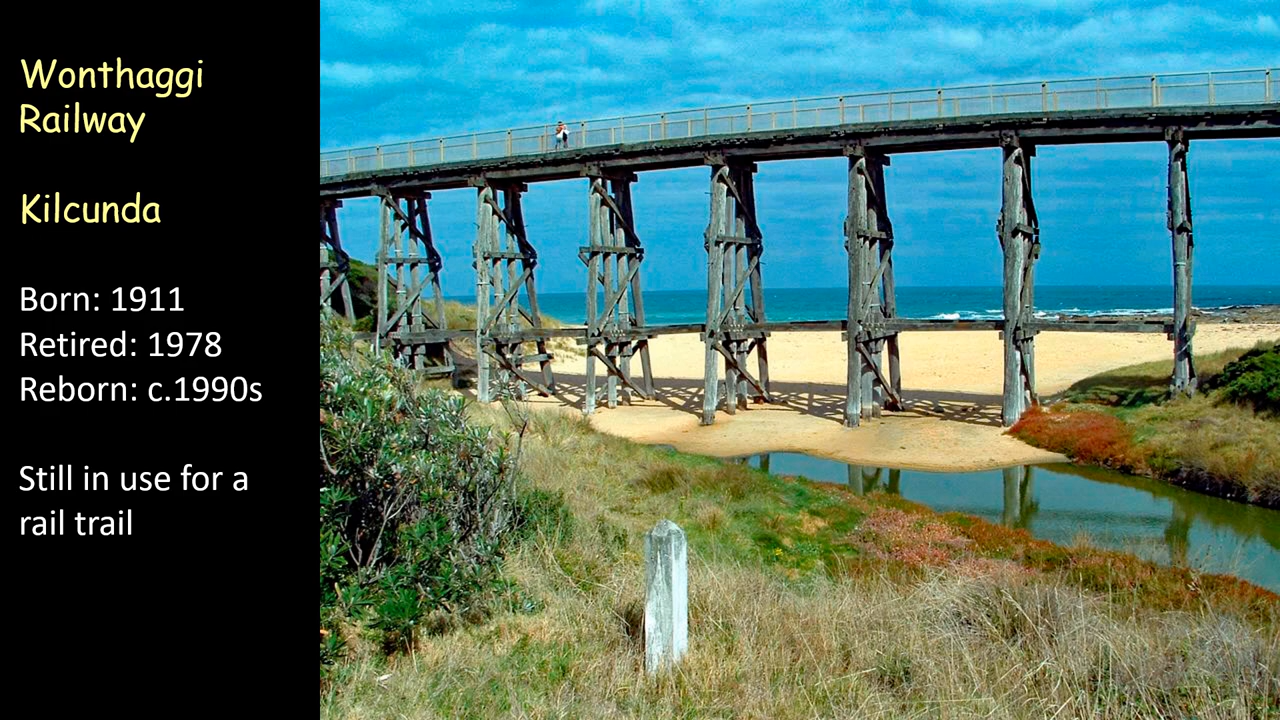 Wonthaggi
Railway
Kilcunda
Born: 1911
Retired: 1978
Reborn: c.1990s
Still in use for a
rail trail